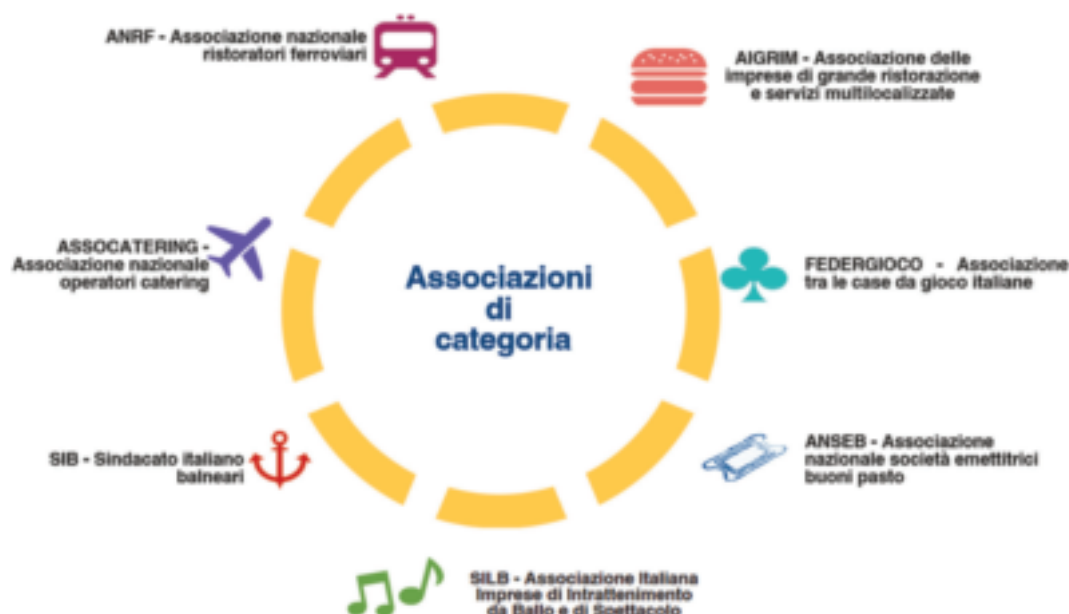 ANRF - Associazione nazionale
ristoratori ferroviari
AIGRIM - Associazione delle
imprese di grande ristorazione
e servizi multilocalizzate
ASSOCATERING -
Associazione nazionale
operatori catering
Associazioni
di
categoria
FEDERGIOCO - Associazione
tra le case da gioco italiane
SIB - Sindacato italiano
balneari
ANSEB - Associazione
nazionale società emettitrici
buoni pasto
SILB - Associazione Italiana
Imprese di Intrattenimento
da Ballo e di Spettacolo